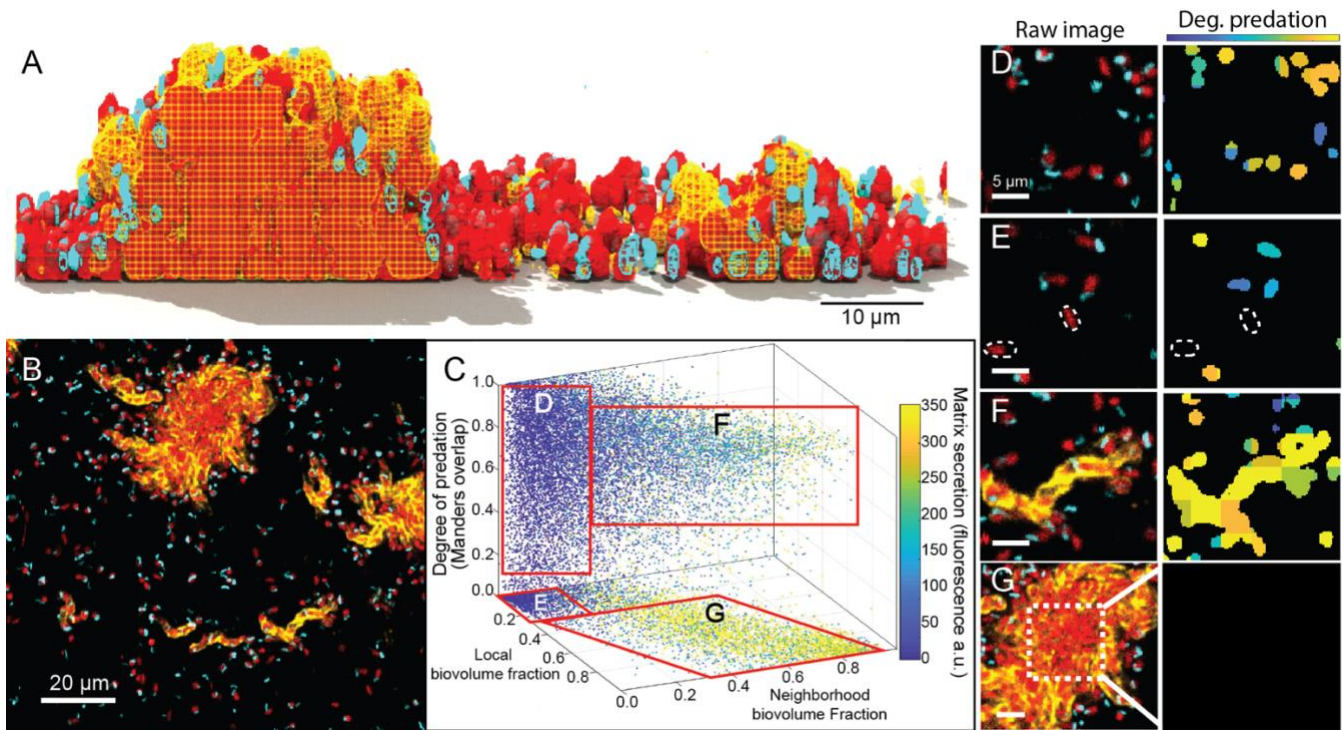 A
10 µm
B
20 µm
C
Degree of predation
(Manders overlap)
1.0
0.8
0.6
0.4
0.2
0.0
D
F
E
G
0.2
0.4
0.6
0.8
Local
biovolume fraction
0.0
0.2
0.4
0.6
0.8
Neighborhood
biovolume Fraction
350
300
250
200
150
100
50
0
Matrix secretion (fluorescence a.u.)
Raw image
Deg. predation
D
5 µm
E
F
G